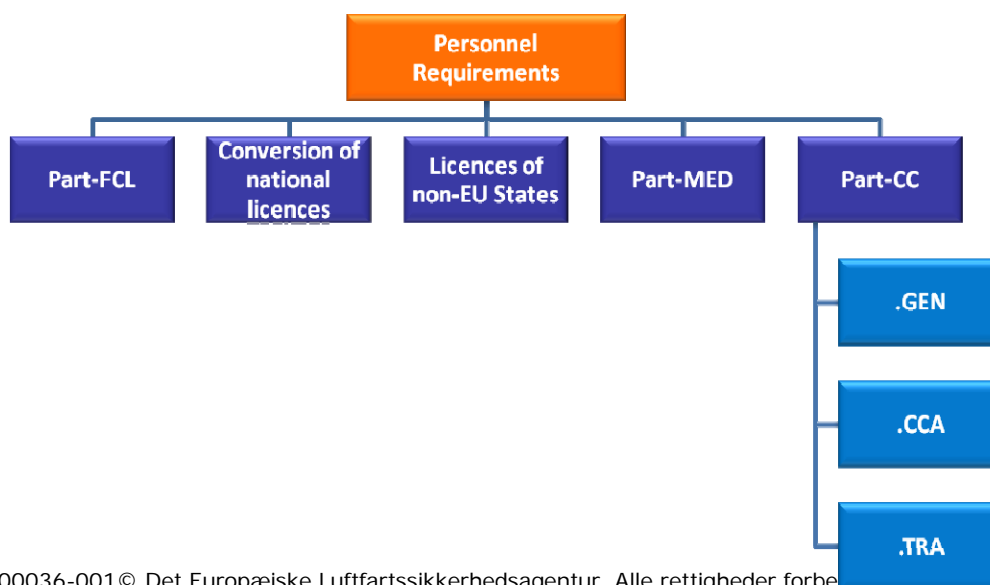 Personnel
Requirements
Part-FCL
Conversion of
national
licences
Licences of
non-EU States
Part-MED
Part-CC
.GEN
.CCA
.TRA
00036-001© Det Europæiske Luftfartssikkerhedsagentur. Alle rettigheder forbe